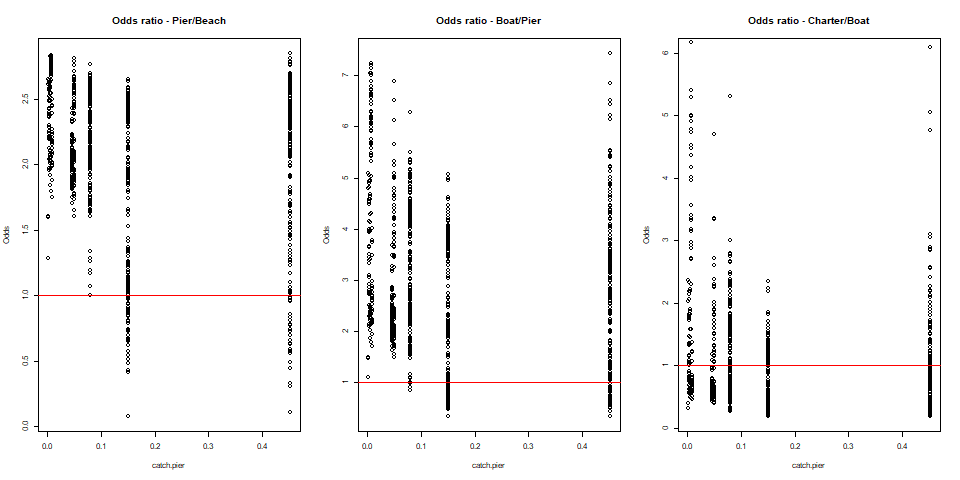 Odds ratio - Pier/Beach
Odds
2.5
2.0
1.5
1.0
0.5
0.0
0.0 0.1 0.2 0.3 0.4
catch.pier
Odds ratio - Boat/Pier
Odds
7
6
5
4
3
2
1
0.0 0.1 0.2 0.3 0.4
catch.pier
Odds ratio - Charter/Boat
Odds
6
5
4
3
2
1
0
0.0 0.1 0.2 0.3 0.4
catch.pier